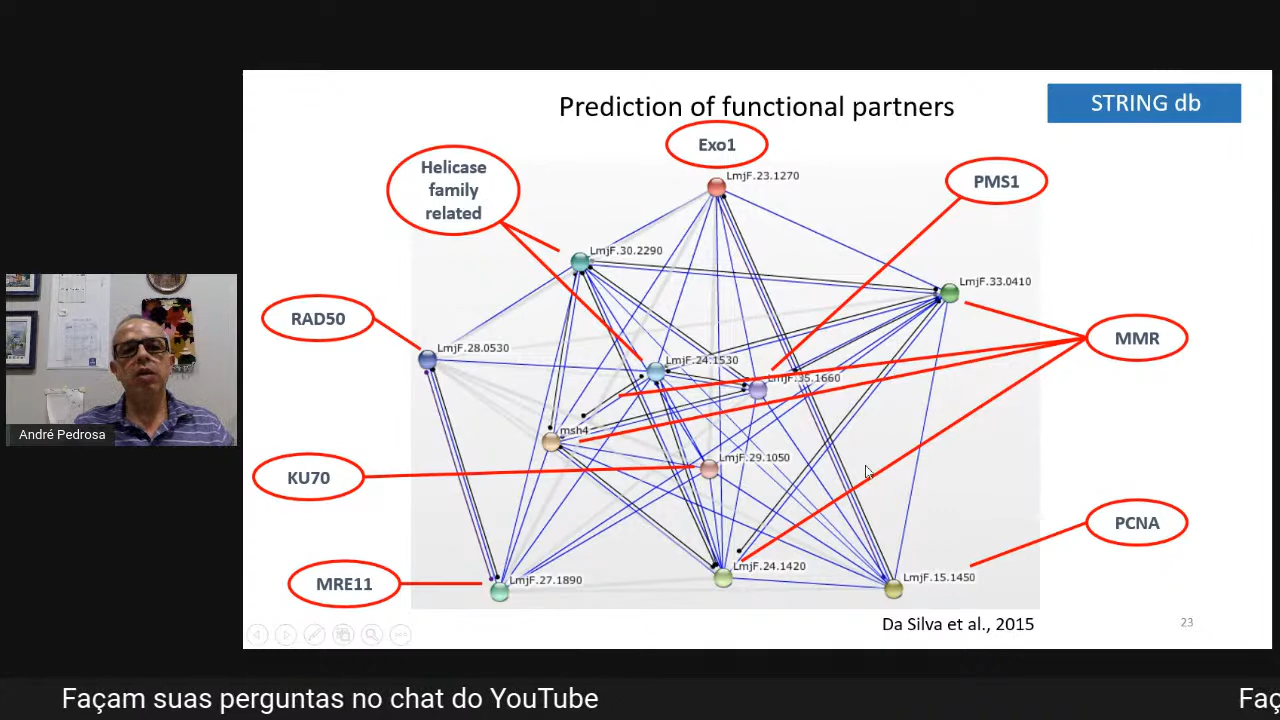 Prediction of functional partners
STRING db
Exo1
LmjF.23.1270
Helicase
family
related
PMS1
LmjF.30.2290
LmjF.33.0410
RAD50
LmjF.28.0530
MMR
LmjF.24.1530
LmjF.35.1660
msh4
LmjF.29.1050
KU70
PCNA
MRE11
LmjF.27.1890
LmjF.24.1420
LmjF.15.1450
Da Silva et al., 2015
23
André Pedrosa
Façam suas perguntas no chat do YouTube
Faç